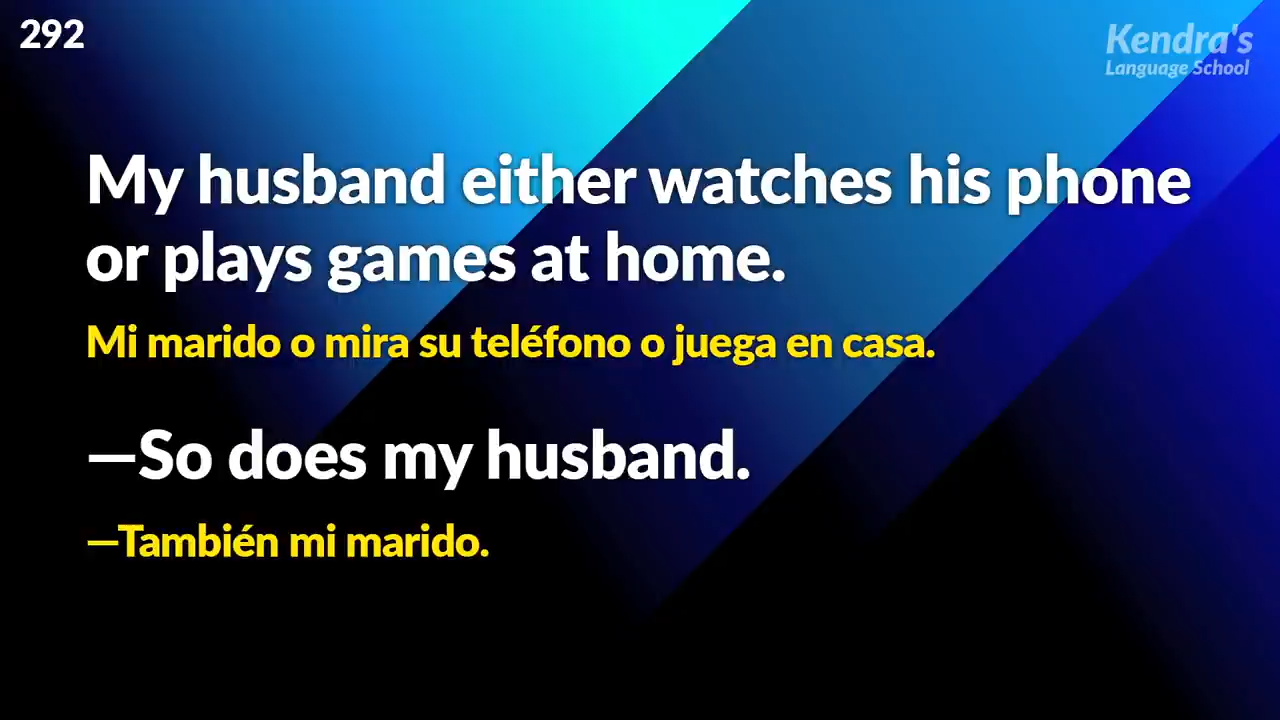 292
Kendra's
Language School
My husband either watches his phone
or plays games at home.
Mi marido o mira su teléfono o juega en casa.
—So does my husband.
—También mi marido.